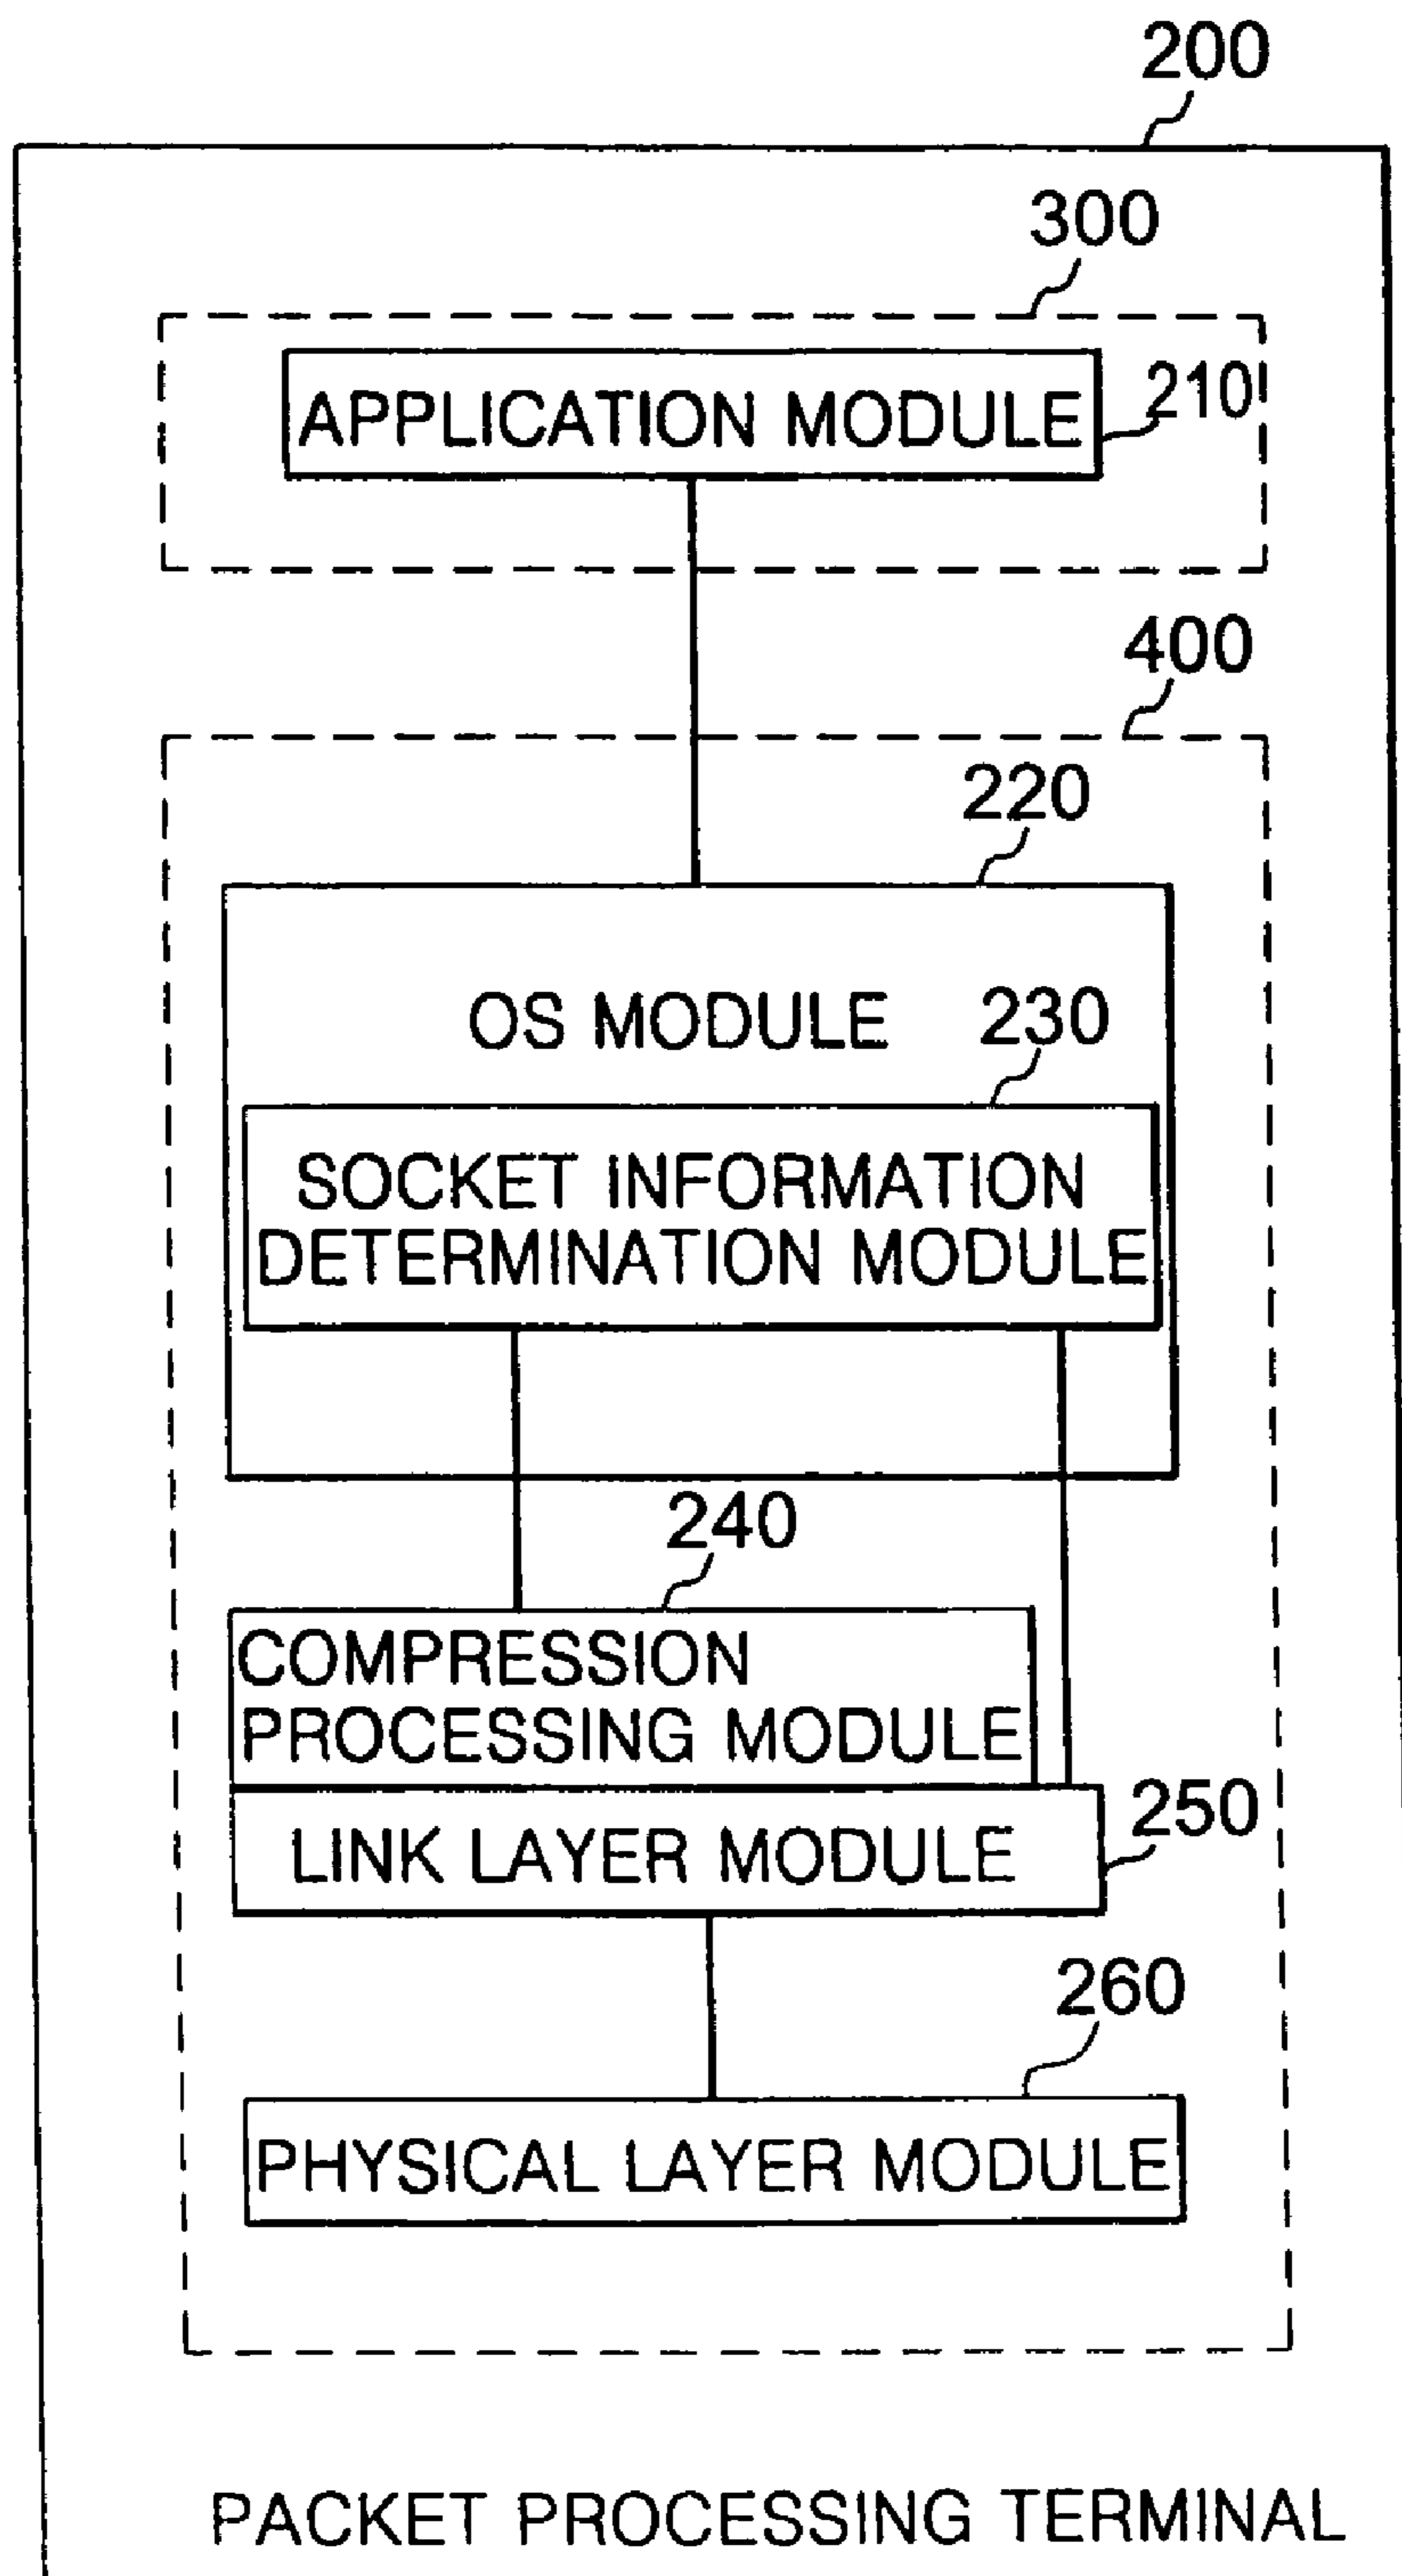 200
300
APPLICATION MODULE
210
400
220
OS MODULE
230
SOCKET INFORMATION
DETERMINATION MODULE
240
COMPRESSION
PROCESSING MODULE
LINK LAYER MODULE
250
260
PHYSICAL LAYER MODULE
PACKET PROCESSING TERMINAL